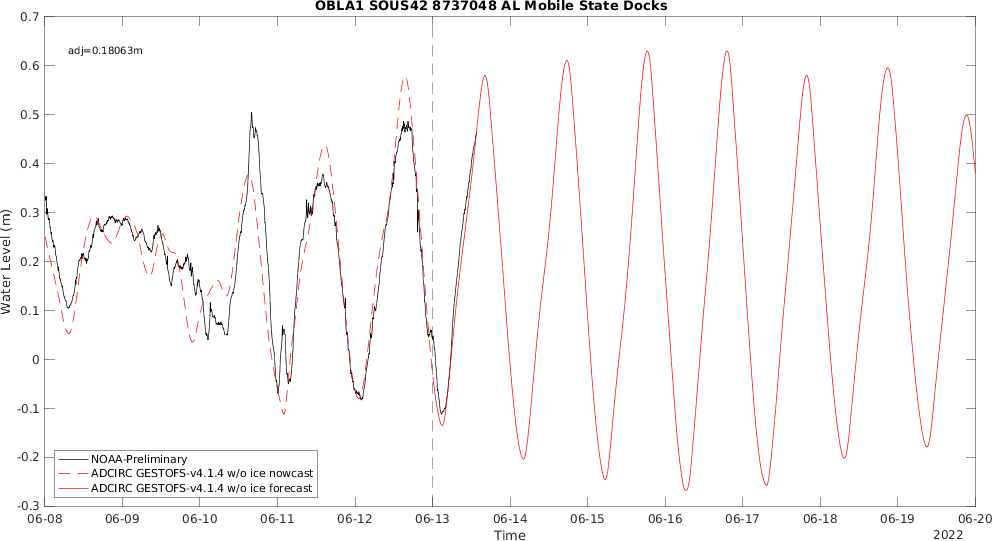 OBLA1 SOUS42 8737048 AL Mobile State Docks
adj=0.18063m
Water Level (m)
0.7
0.6
0.5
0.4
0.3
0.2
0.1
0
-0.1
-0.2
-0.3
NOAA-Preliminary
ADCIRC GESTOFS-v4.1.4 w/o ice nowcast
ADCIRC GESTOFS-v4.1.4 w/o ice forecast
06-08 06-09 06-10 06-11 06-12 06-13 06-14 06-15 06-16 06-17 06-18 06-19 06-20
Time
2022